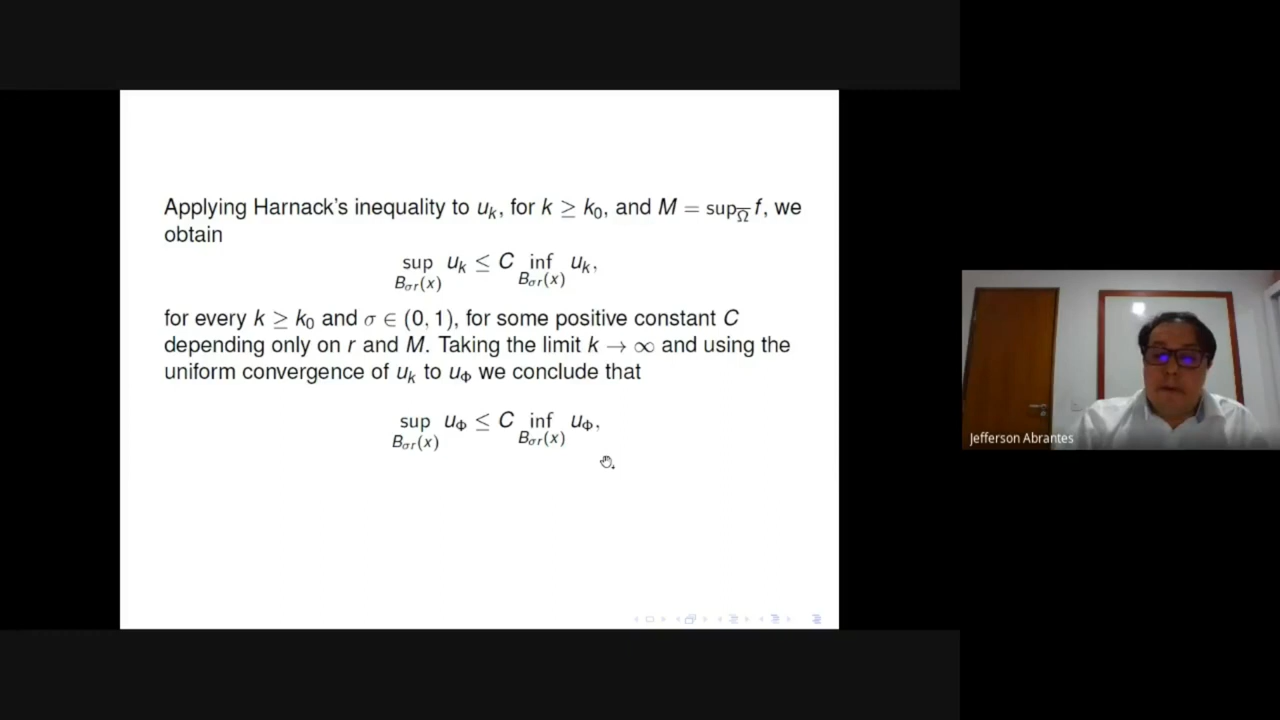 Applying Harnack's inequality to u_k, for k ≥ k_0, and M = sup_Ω̅ f, we
obtain
sup_{B_{σr}(x)} u_k ≤ C inf_{B_{σr}(x)} u_k,
for every k ≥ k_0 and σ ∈ (0, 1), for some positive constant C
depending only on r and M. Taking the limit k → ∞ and using the
uniform convergence of u_k to u_Φ we conclude that
sup_{B_{σr}(x)} u_Φ ≤ C inf_{B_{σr}(x)} u_Φ,
Jefferson Abrantes